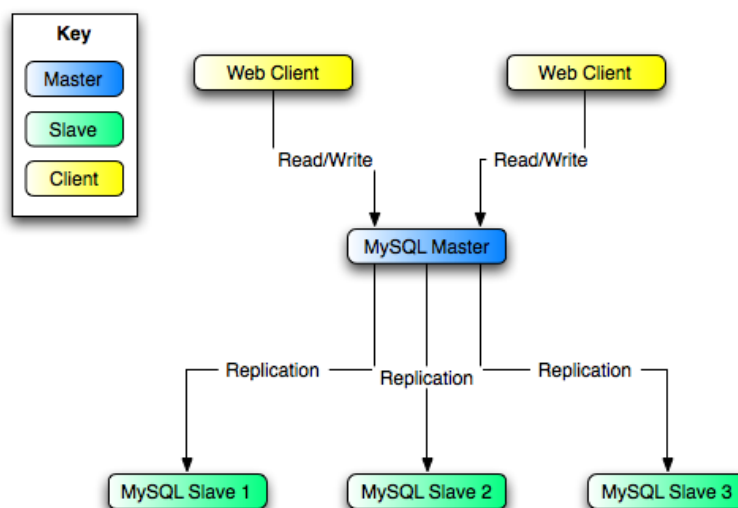 Key
Master
Slave
Client
Web Client
Web Client
Read/Write
Read/Write
MySQL Master
Replication
Replication
Replication
MySQL Slave 1
MySQL Slave 2
MySQL Slave 3